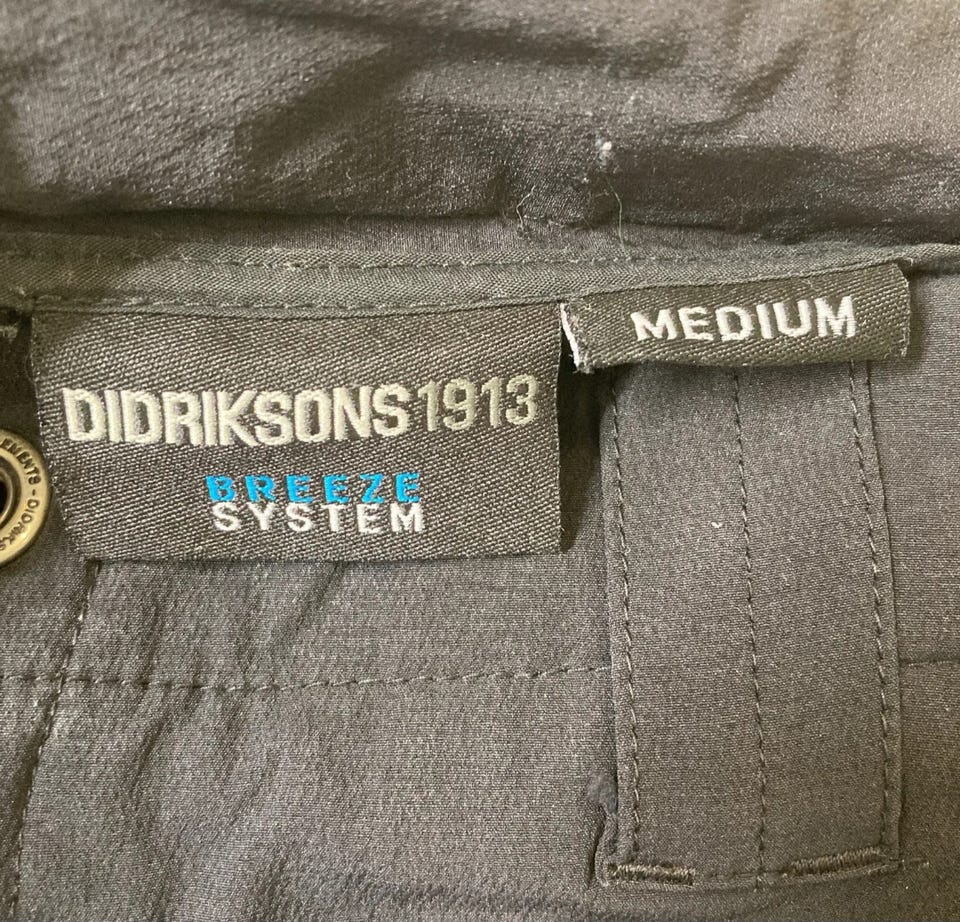 MEDIUM
DIDRIKSONS1913
BREEZE
SYSTEM